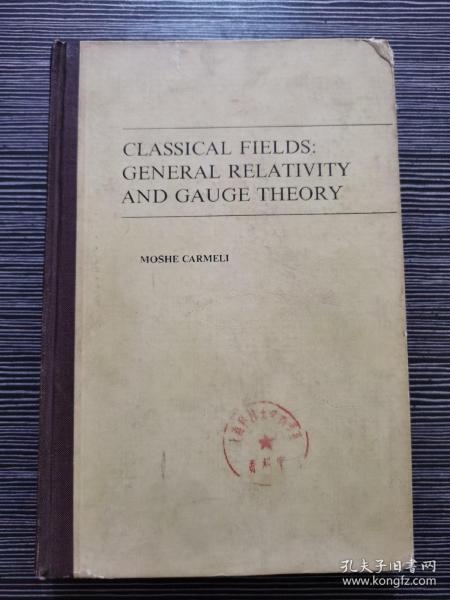 CLASSICAL FIELDS:
GENERAL RELATIVITY
AND GAUGE THEORY
MOSHE CARMELI
孔夫子旧书网
www.kongfz.com